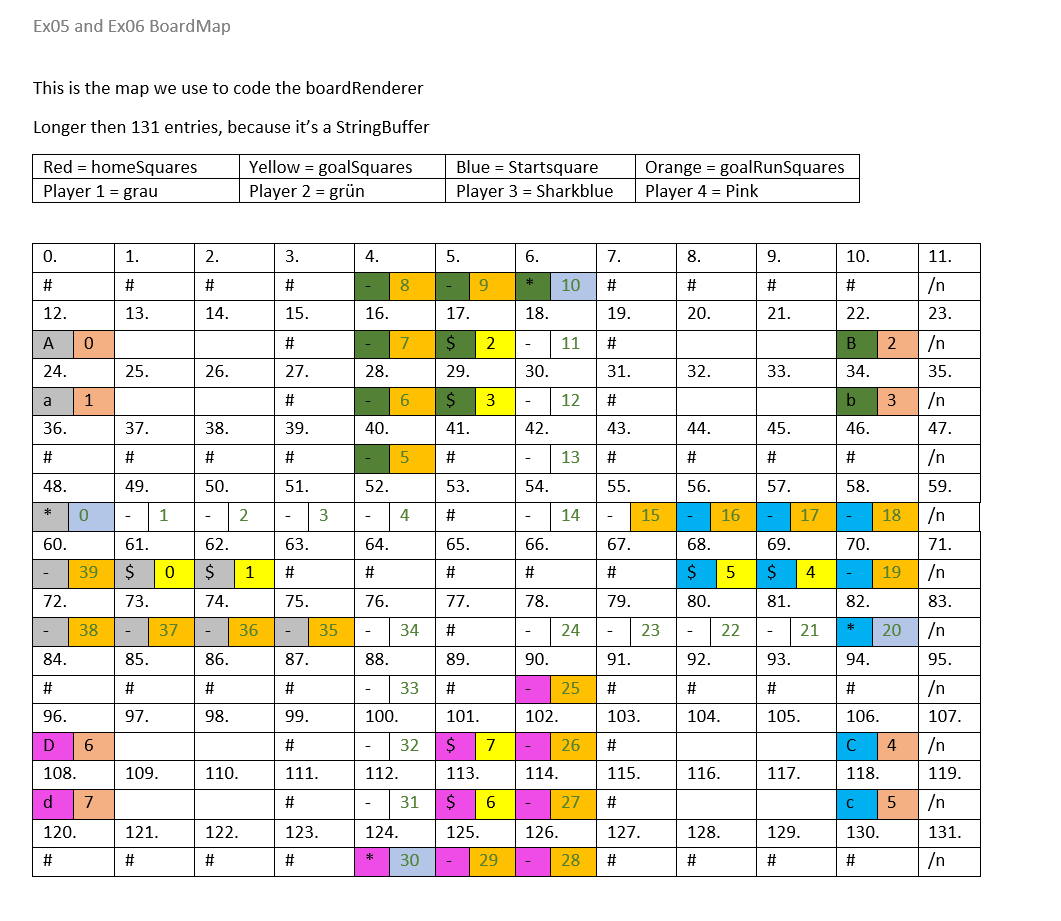 Ex05 and Ex06 BoardMap
This is the map we use to code the boardRenderer
Longer then 131 entries, because it’s a StringBuffer
Red = homeSquares Yellow = goalSquares Blue = Startsquare Orange = goalRunSquares
Player 1 = grau Player 2 = grün Player 3 = Sharkblue Player 4 = Pink
0. 1. 2. 3. 4. 5. 6. 7. 8. 9. 10. 11.
# # # # - 8 - 9 * 10 # # # # /n
12. 13. 14. 15. 16. 17. 18. 19. 20. 21. 22. 23.
A 0 # - 7 $ 2 - 11 # B 2 /n
24. 25. 26. 27. 28. 29. 30. 31. 32. 33. 34. 35.
a 1 # - 6 $ 3 - 12 # b 3 /n
36. 37. 38. 39. 40. 41. 42. 43. 44. 45. 46. 47.
# # # # - 5 # - 13 # # # # /n
48. 49. 50. 51. 52. 53. 54. 55. 56. 57. 58. 59.
* 0 - 1 - 2 - 3 - 4 # - 14 - 15 - 16 - 17 - 18 /n
60. 61. 62. 63. 64. 65. 66. 67. 68. 69. 70. 71.
- 39 $ 0 $ 1 # # # # # $ 5 $ 4 - 19 /n
72. 73. 74. 75. 76. 77. 78. 79. 80. 81. 82. 83.
- 38 - 37 - 36 - 35 - 34 # - 24 - 23 - 22 - 21 * 20 /n
84. 85. 86. 87. 88. 89. 90. 91. 92. 93. 94. 95.
# # # # - 33 # - 25 # # # # /n
96. 97. 98. 99. 100. 101. 102. 103. 104. 105. 106. 107.
D 6 # - 32 $ 7 - 26 # C 4 /n
108. 109. 110. 111. 112. 113. 114. 115. 116. 117. 118. 119.
d 7 # - 31 $ 6 - 27 # c 5 /n
120. 121. 122. 123. 124. 125. 126. 127. 128. 129. 130. 131.
# # # # * 30 - 29 - 28 # # # # /n